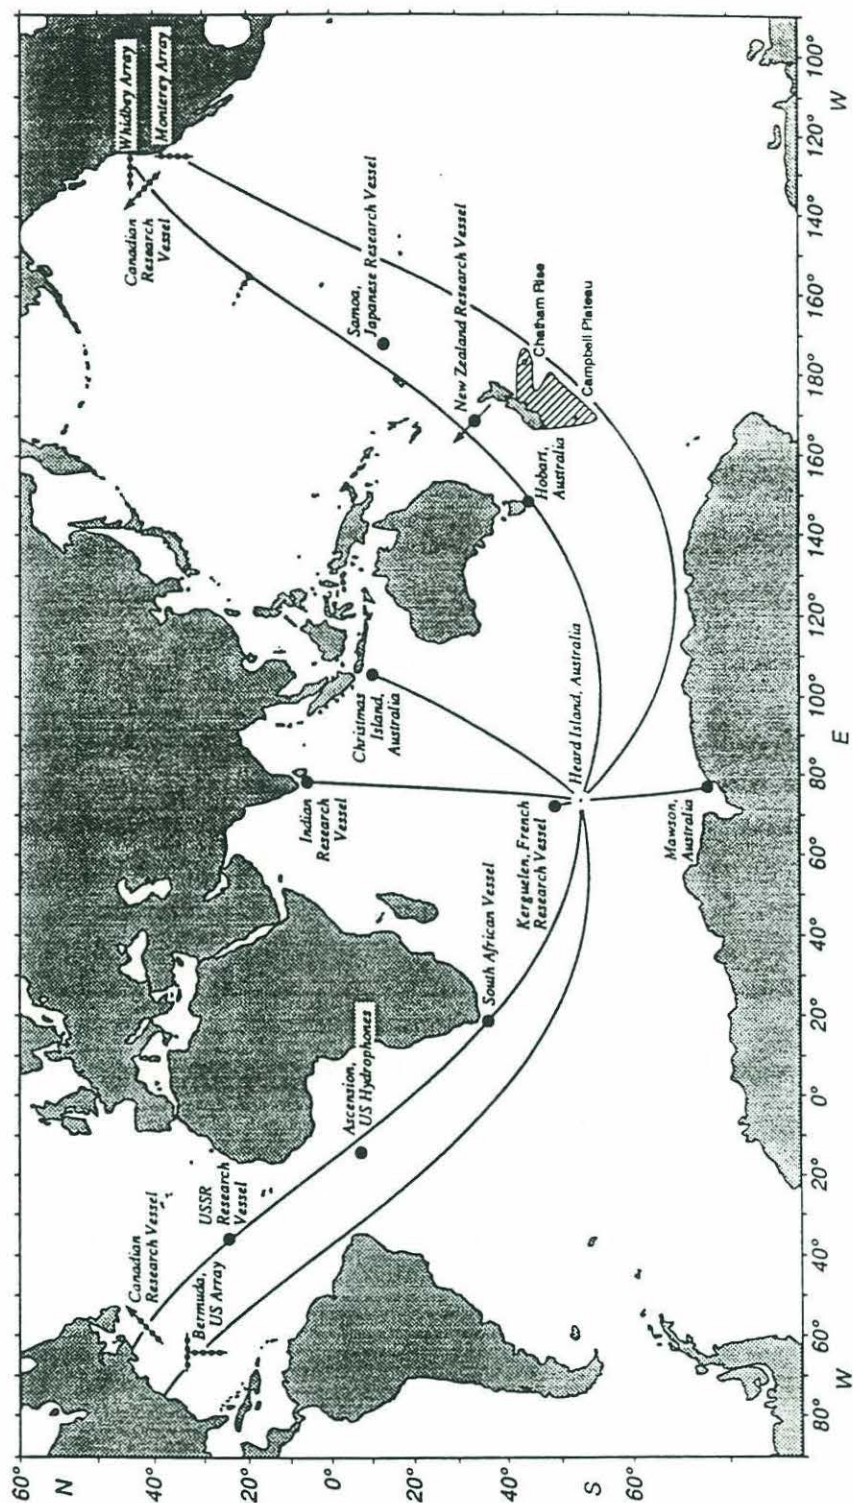 Whidbey Array
Monterey Array
Canadian
Research
Vessel
Samoa,
Japanese Research Vessel
New Zealand Research Vessel
Chatham Rise
Campbell Plateau
Hobart,
Australia
Heard Island, Australia
Christmas
Island,
Australia
Indian
Research
Vessel
Kerguelen, French
Research Vessel
Mawson,
Australia
South African Vessel
Ascension,
US Hydrophones
USSR
Research
Vessel
Canadian
Research Vessel
Bermuda,
US Array
60°
N
40°
20°
0°
20°
40°
S
60°
80°
W
80°
60°
40°
20°
0°
20°
40°
60°
80°
E
100°
120°
140°
160°
180°
160°
140°
120°
W
100°